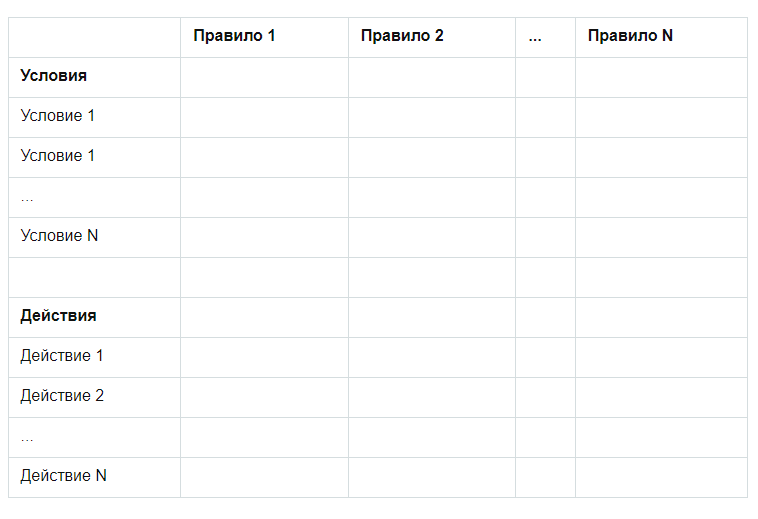 Правило 1 Правило 2 ... Правило N
Условия
Условие 1
Условие 1
...
Условие N
Действия
Действие 1
Действие 2
...
Действие N